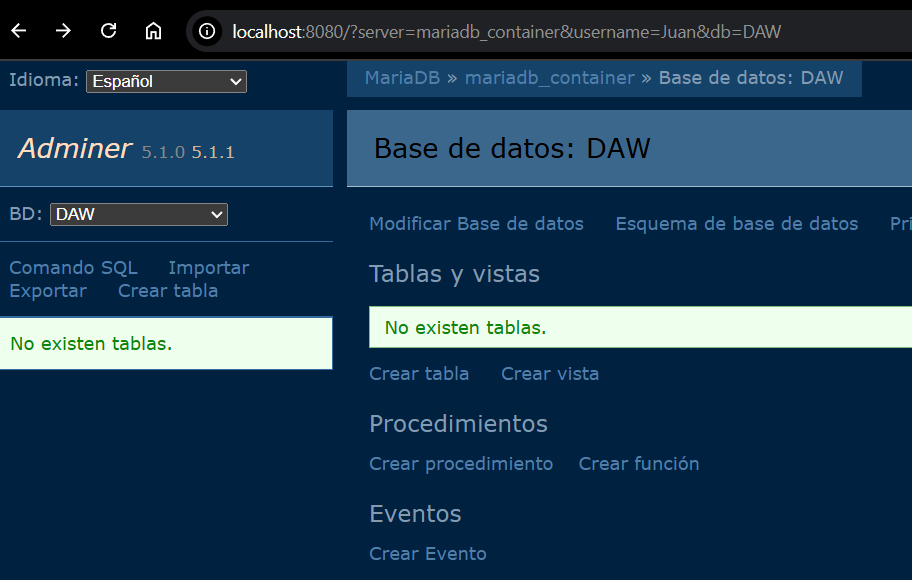 localhost:8080/?server=mariadb_container&username=Juan&db=DAW
Idioma: Español
MariaDB » mariadb_container » Base de datos: DAW
Adminer 5.1.0 5.1.1
Base de datos: DAW
BD: DAW
Modificar Base de datos Esquema de base de datos Pri
Comando SQL Importar
Exportar Crear tabla
No existen tablas.
Tablas y vistas
No existen tablas.
Crear tabla Crear vista
Procedimientos
Crear procedimiento Crear función
Eventos
Crear Evento